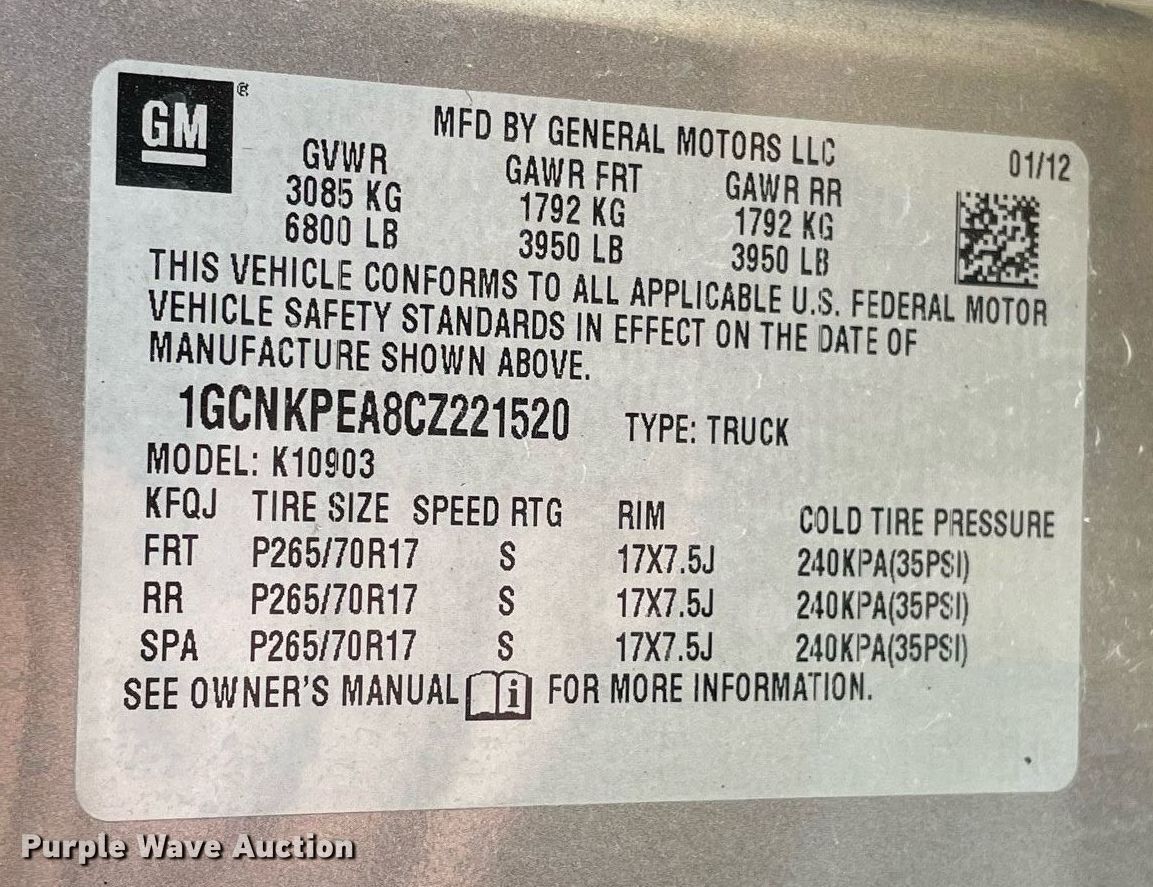 GM ®
MFD BY GENERAL MOTORS LLC
01/12
GVWR GAWR FRT GAWR RR
3085 KG 1792 KG 1792 KG
6800 LB 3950 LB 3950 LB
THIS VEHICLE CONFORMS TO ALL APPLICABLE U.S. FEDERAL MOTOR
VEHICLE SAFETY STANDARDS IN EFFECT ON THE DATE OF
MANUFACTURE SHOWN ABOVE.
1GCNKPEA8CZ221520 TYPE: TRUCK
MODEL: K10903
KFQJ TIRE SIZE SPEED RTG RIM COLD TIRE PRESSURE
FRT P265/70R17 S 17X7.5J 240KPA(35PSI)
RR P265/70R17 S 17X7.5J 240KPA(35PSI)
SPA P265/70R17 S 17X7.5J 240KPA(35PSI)
SEE OWNER'S MANUAL i FOR MORE INFORMATION.
Purple Wave Auction